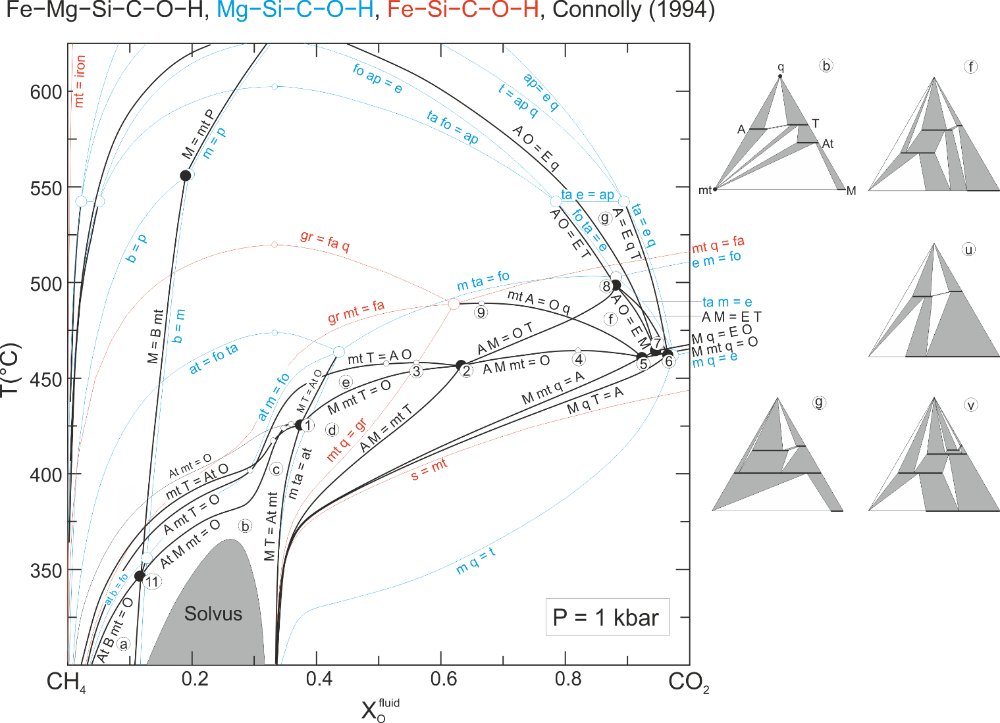 Fe−Mg−Si−C−O−H, Mg−Si−C−O−H, Fe−Si−C−O−H, Connolly (1994)
mt = iron
fo ap = e
ap= e q
t = ap q
ta fo = ap
M = mt P
m = p
A O = E q
600
550
500
450
400
350
T(°C)
ta e = ap
g
A O = E T
fo ta = e
A = E q T
ta = e q
b = p
gr = fa q
mt q = fa
e m = fo
m ta = fo
8
M = B mt
b = m
gr mt = fa
mt A = O q
9
A O = E M
f
ta m = e
A M = E T
M q = E O
M mt q = O
m q = e
at = fo ta
mt T = A O
A M = O T
7
6
5
4
3
2
1
e
d
c
b
a
at m = fo
M T = At O
M mt T = O
A M mt = O
M mt q = A
M q T = A
mt q = gr
A M = mt T
At mt = O
mt T = At O
A mt T = O
At M mt = O
M T = At mt
m ta = at
s = mt
m q = t
at b = fo
11
At B mt = O
Solvus
P = 1 kbar
CH4
0.2
0.4
0.6
0.8
CO2
XO fluid
q
b
A
T
At
mt
M
f
u
g
v